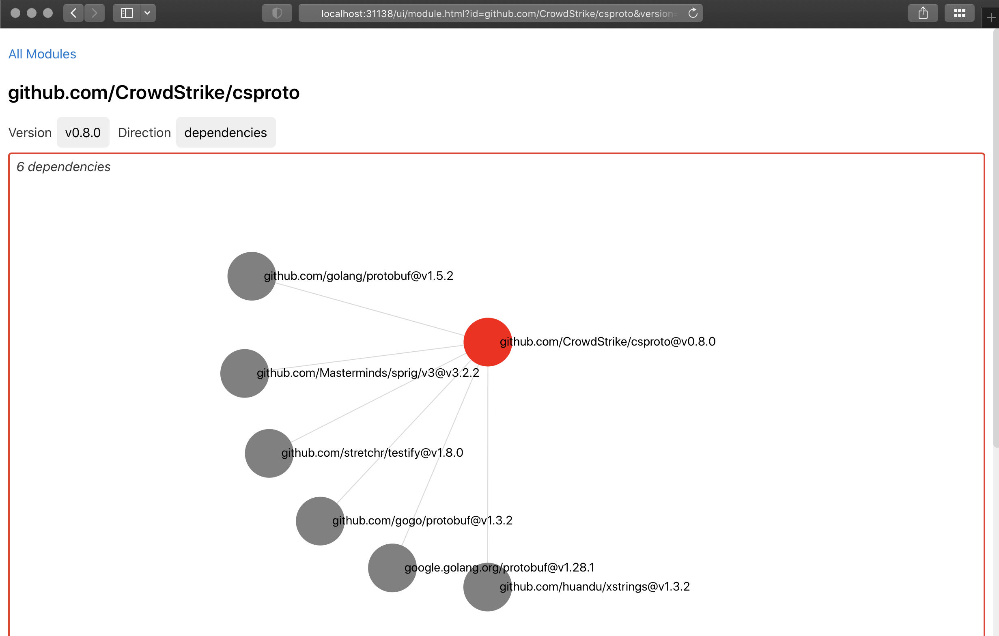 localhost:31138/ui/module.html?id=github.com/CrowdStrike/csproto&version=
All Modules
github.com/CrowdStrike/csproto
Version v0.8.0 Direction dependencies
6 dependencies
github.com/golang/protobuf@v1.5.2
github.com/CrowdStrike/csproto@v0.8.0
github.com/Masterminds/sprig/v3@v3.2.2
github.com/stretchr/testify@v1.8.0
github.com/gogo/protobuf@v1.3.2
google.golang.org/protobuf@v1.28.1
github.com/huandu/xstrings@v1.3.2